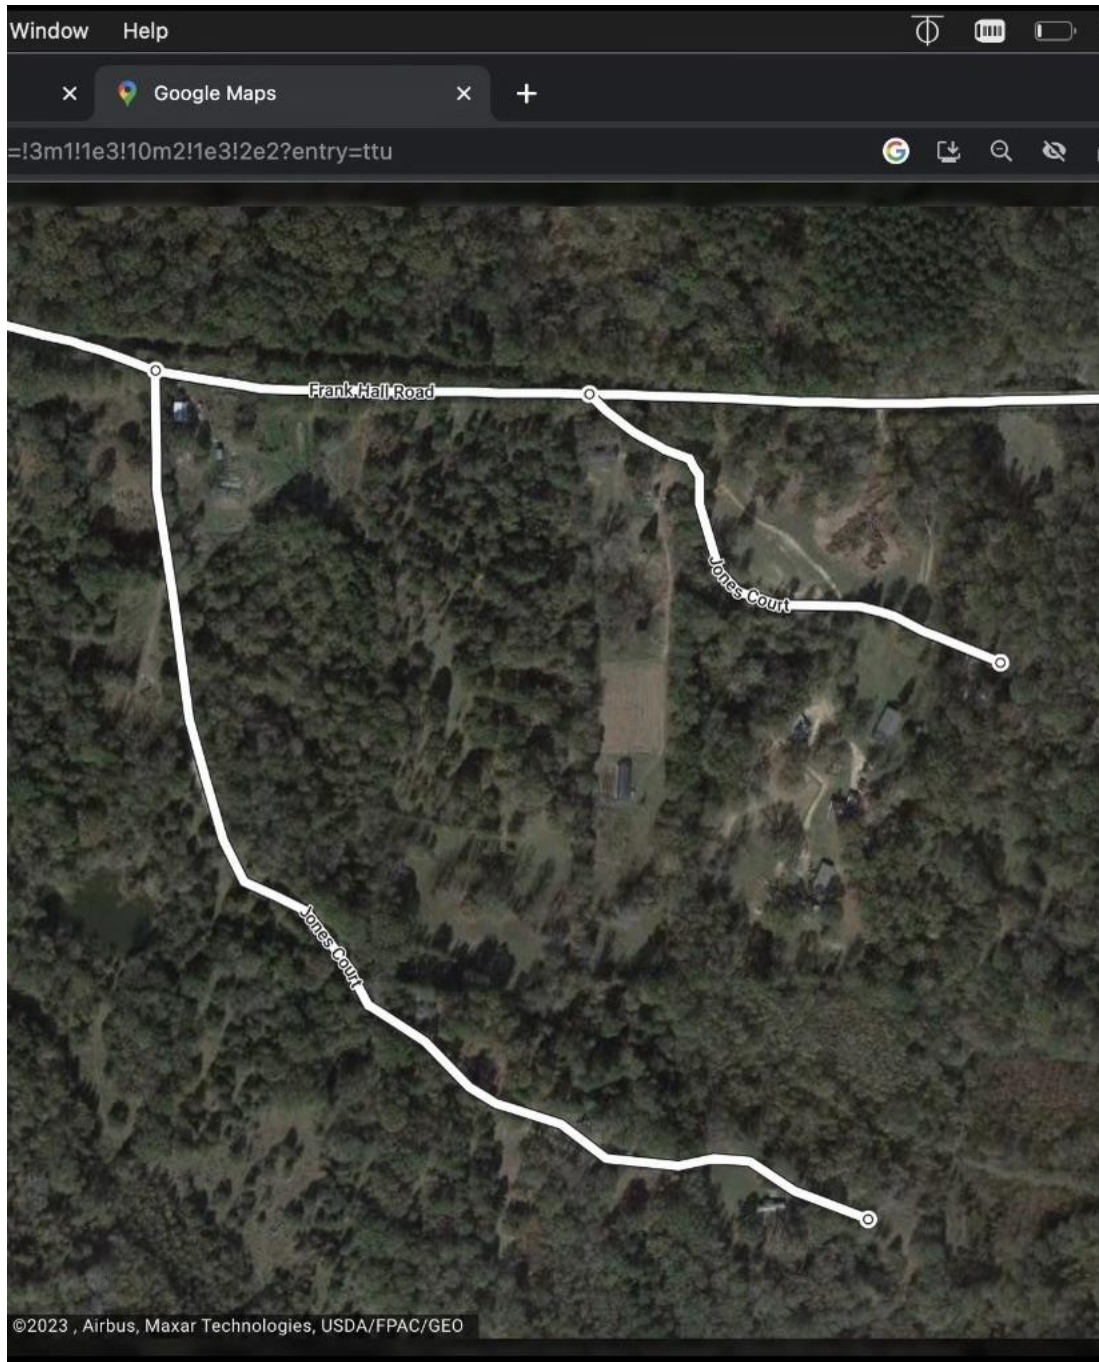 Window Help
Google Maps
=!3m1!1e3!10m2!1e3!2e2?entry=ttu
Frank Hall Road
Jones Court
Jones Court
©2023 , Airbus, Maxar Technologies, USDA/FPAC/GEO